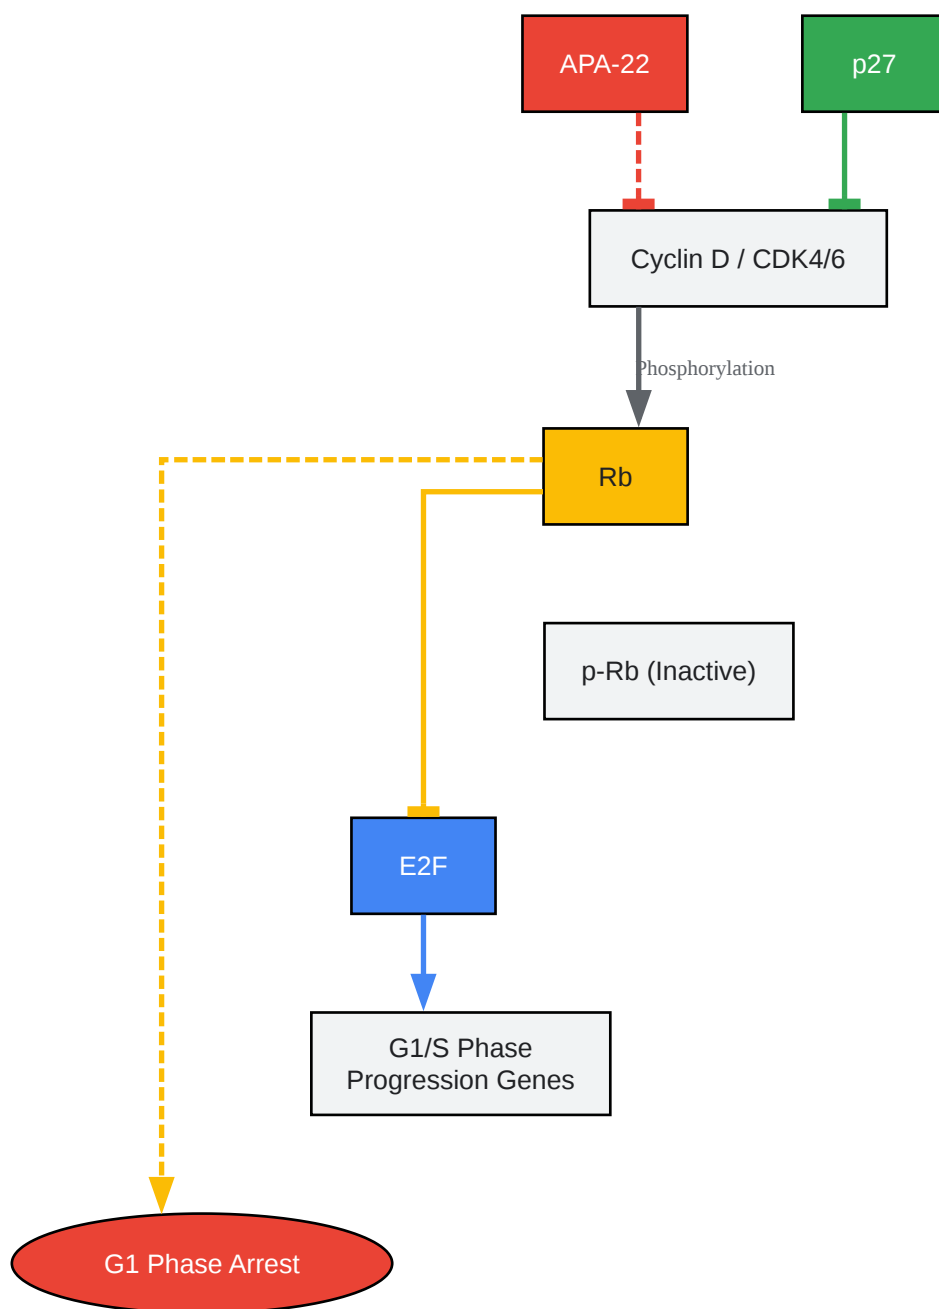 APA-22
p27
Cyclin D / CDK4/6
Phosphorylation
Rb
p-Rb (Inactive)
E2F
G1/S Phase
Progression Genes
G1 Phase Arrest